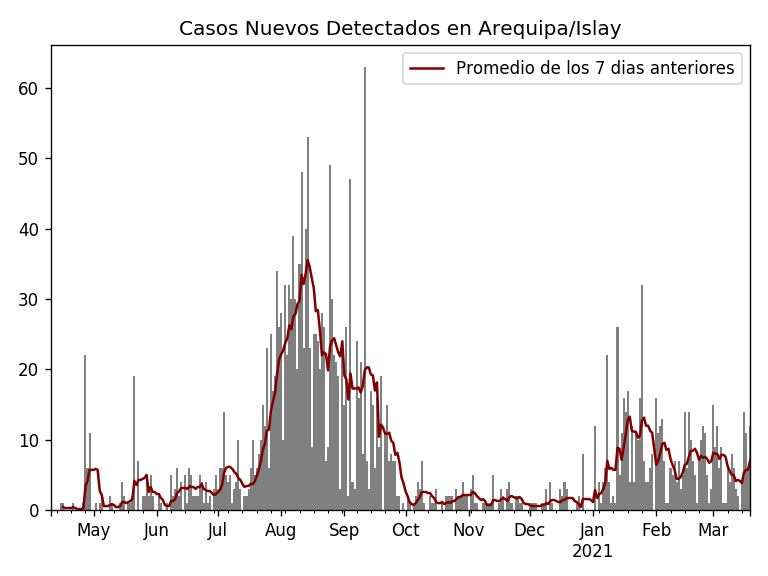 Casos Nuevos Detectados en Arequipa/Islay
Promedio de los 7 dias anteriores
60
50
40
30
20
10
0
May Jun Jul Aug Sep Oct Nov Dec Jan Feb Mar
2021